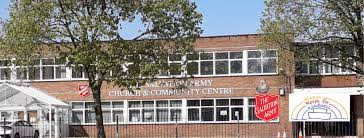 THE SALVATION ARMY
CHURCH & COMMUNITY CENTRE
THE
SALVATION
ARMY